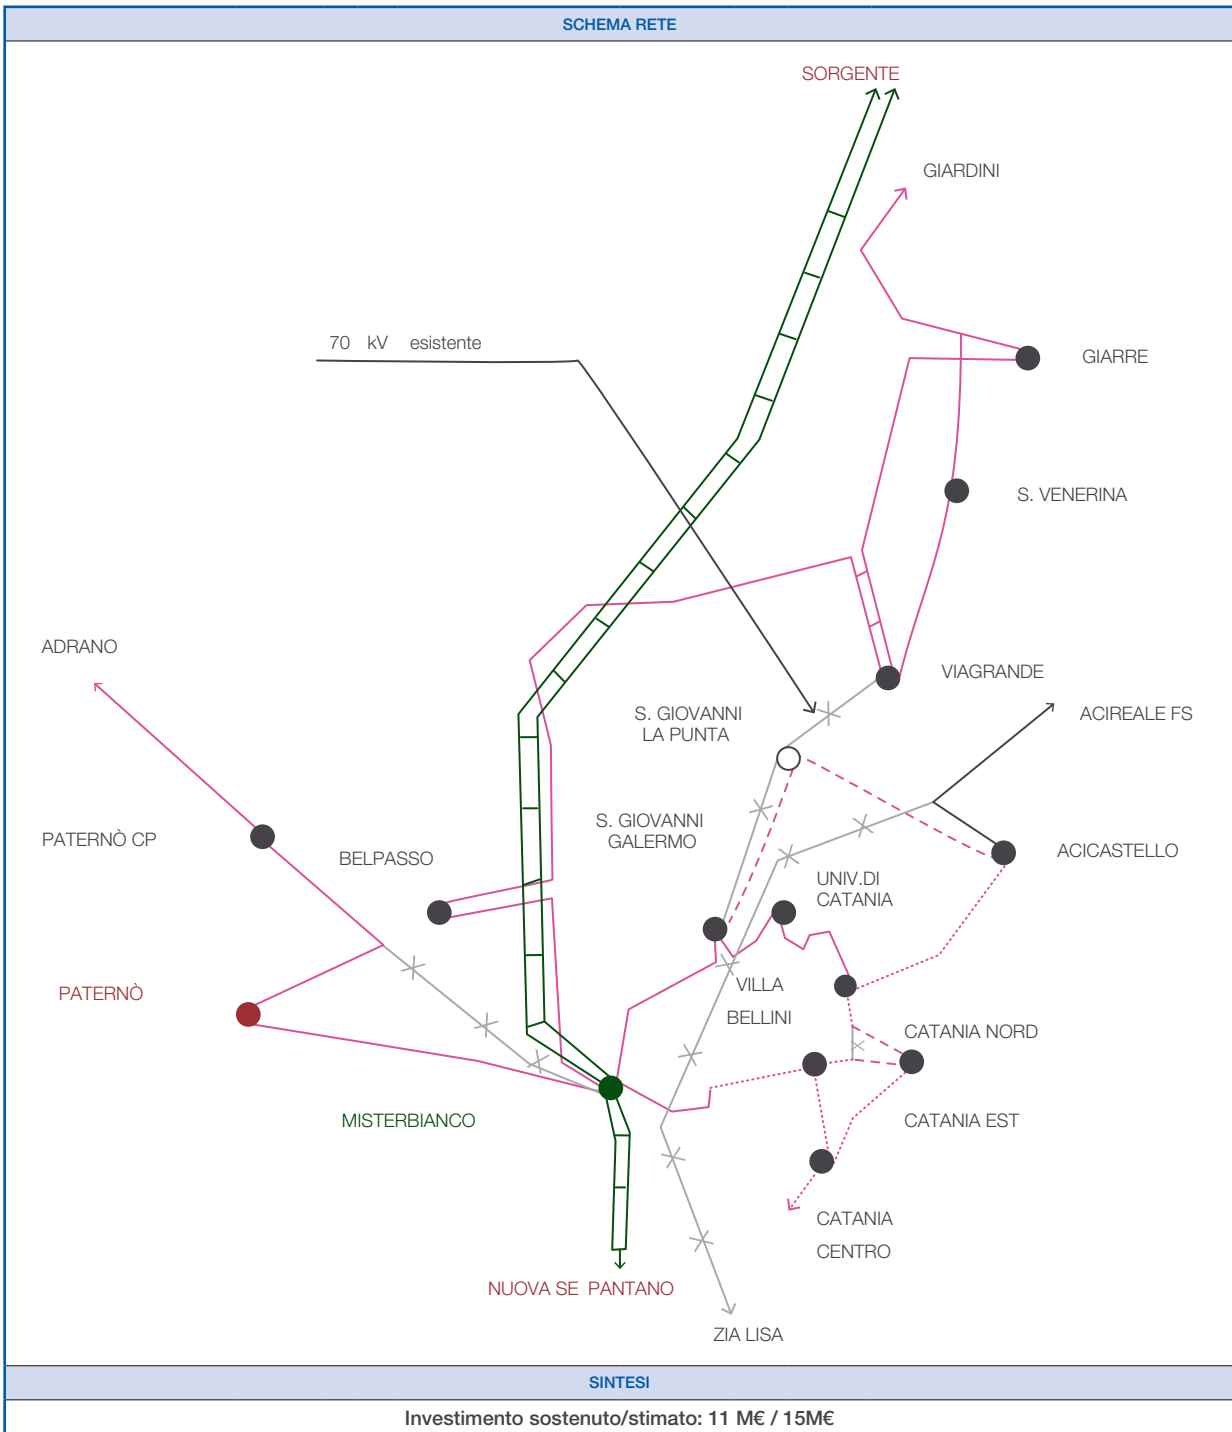 SCHEMA RETE
SORGENTE
GIARDINI
70 kV esistente
GIARRE
S. VENERINA
ADRANO
VIAGRANDE
S. GIOVANNI
LA PUNTA
ACIREALE FS
S. GIOVANNI
GALERMO
PATERNÒ CP
BELPASSO
ACICASTELLO
UNIV.DI
CATANIA
PATERNÒ
VILLA
BELLINI
CATANIA NORD
MISTERBIANCO
CATANIA EST
CATANIA
CENTRO
NUOVA SE PANTANO
ZIA LISA
SINTESI
Investimento sostenuto/stimato: 11 M€ / 15M€